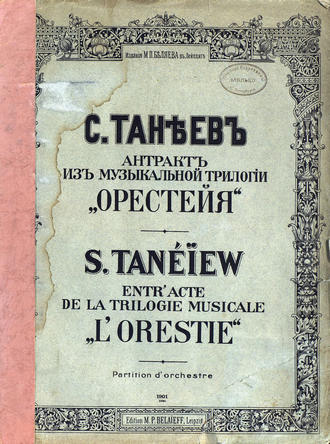 Изданіе М.П.БѢЛЯЕВА въ Лейпцигѣ
С.ТАНѢЕВЪ
АНТРАКТЪ
ИЗЪ МУЗЫКАЛЬНОЙ ТРИЛОГІИ
„ОРЕСТЕЙЯ“
S. TANÉÏEW
ENTR'ACTE
DE LA TRILOGIE MUSICALE
„L'ORESTIE“
Partition d'orchestre
1901
Edition M. P. BELAÏEFF, Leipzig